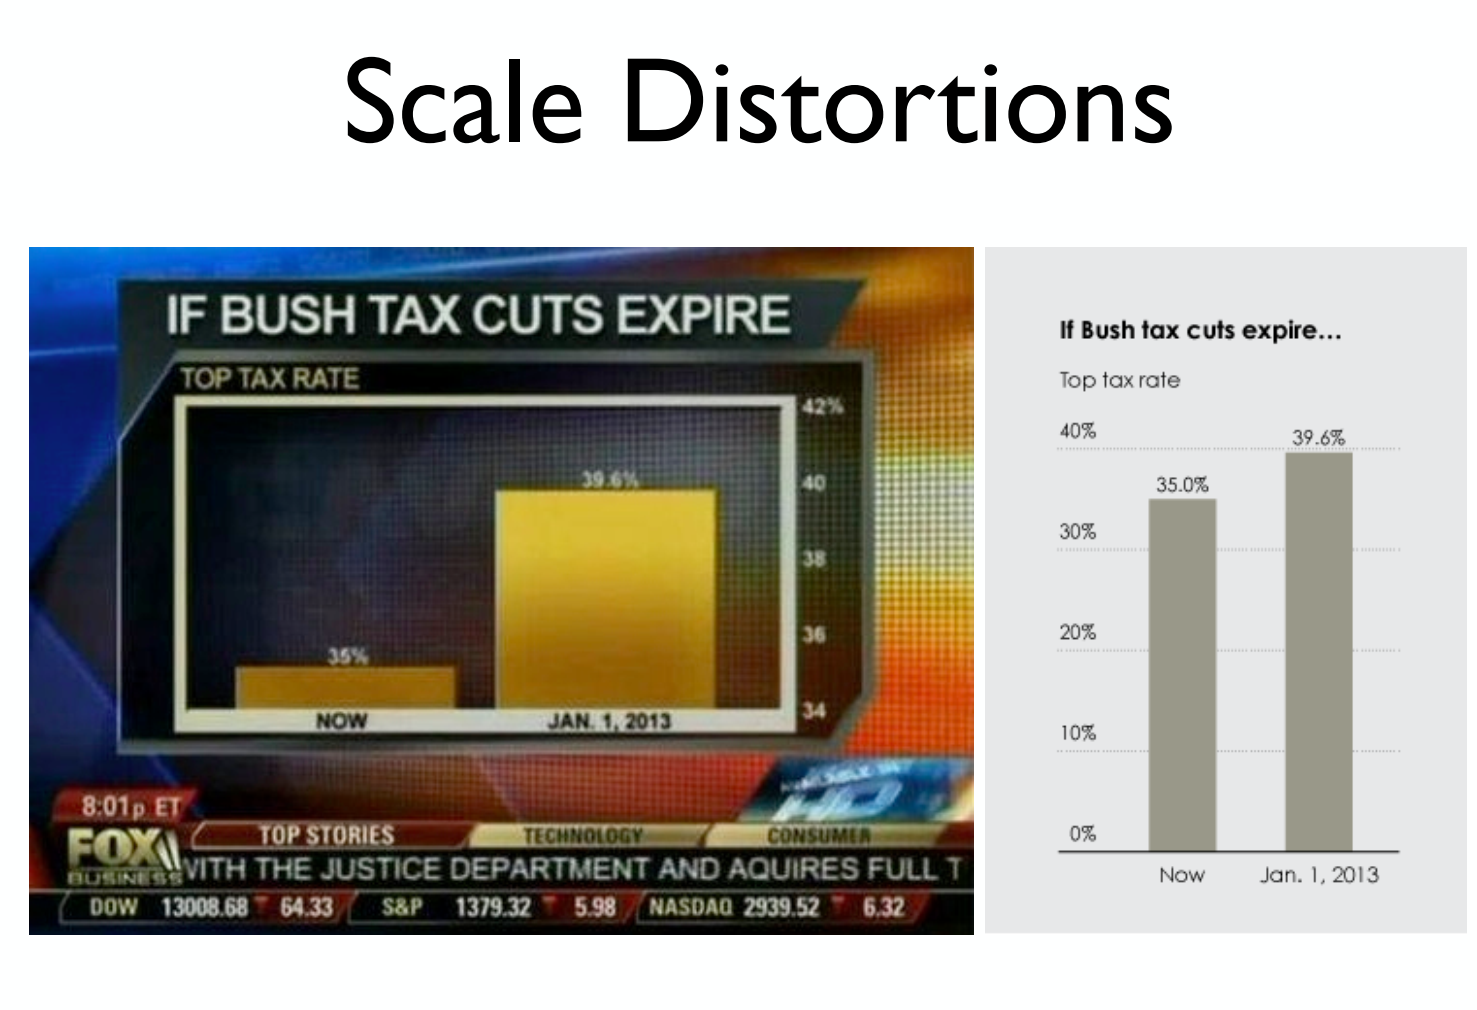 Scale Distortions
IF BUSH TAX CUTS EXPIRE
TOP TAX RATE
42%
40
38
36
34
35%
39.6%
NOW
JAN. 1, 2013
8:01p ET
FOX
BUSINESS
TOP STORIES
TECHNOLOGY
CONSUMER
WITH THE JUSTICE DEPARTMENT AND AQUIRES FULL T
DOW 13008.68 64.33 S&P 1379.32 5.98 NASDAQ 2939.52 6.32
HD
If Bush tax cuts expire...
Top tax rate
40%
30%
20%
10%
0%
35.0%
39.6%
Now
Jan. 1, 2013